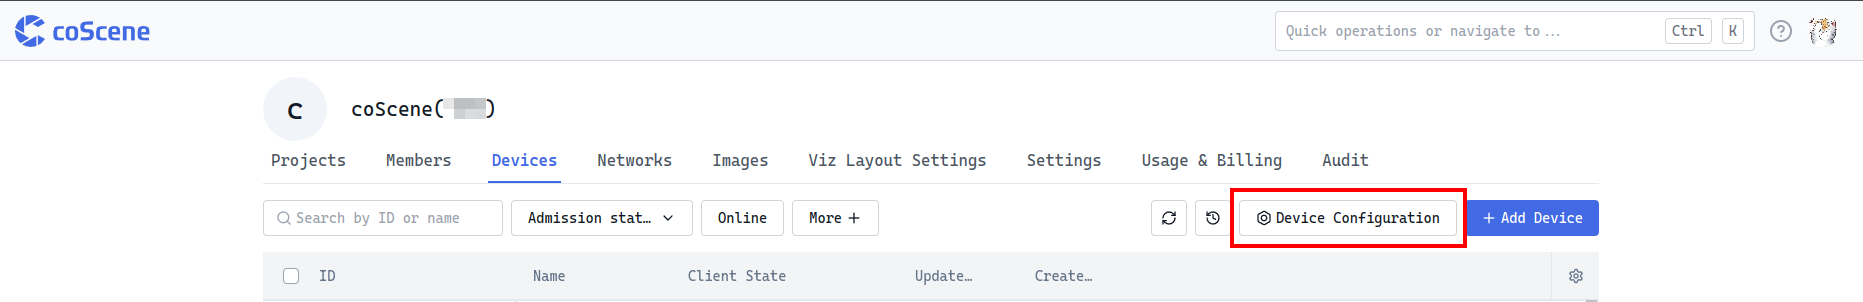 coScene
Quick operations or navigate to... Ctrl K
C
coScene( )
Projects Members Devices Networks Images Viz Layout Settings Settings Usage & Billing Audit
Search by ID or name Admission stat… Online More + Device Configuration + Add Device
ID Name Client State Update… Create…